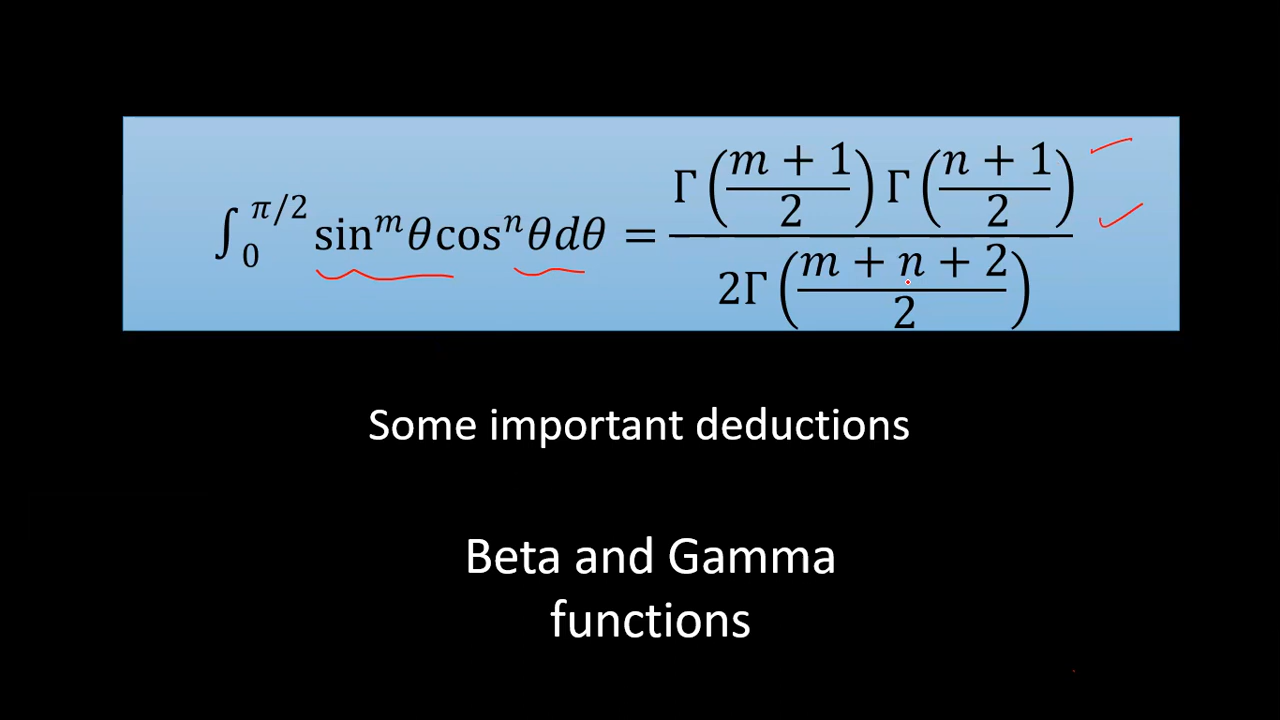 ∫₀^{π/2} sin^m θ cos^n θ dθ = Γ((m + 1)/2) Γ((n + 1)/2) / 2Γ((m + n + 2)/2)
Some important deductions
Beta and Gamma
functions